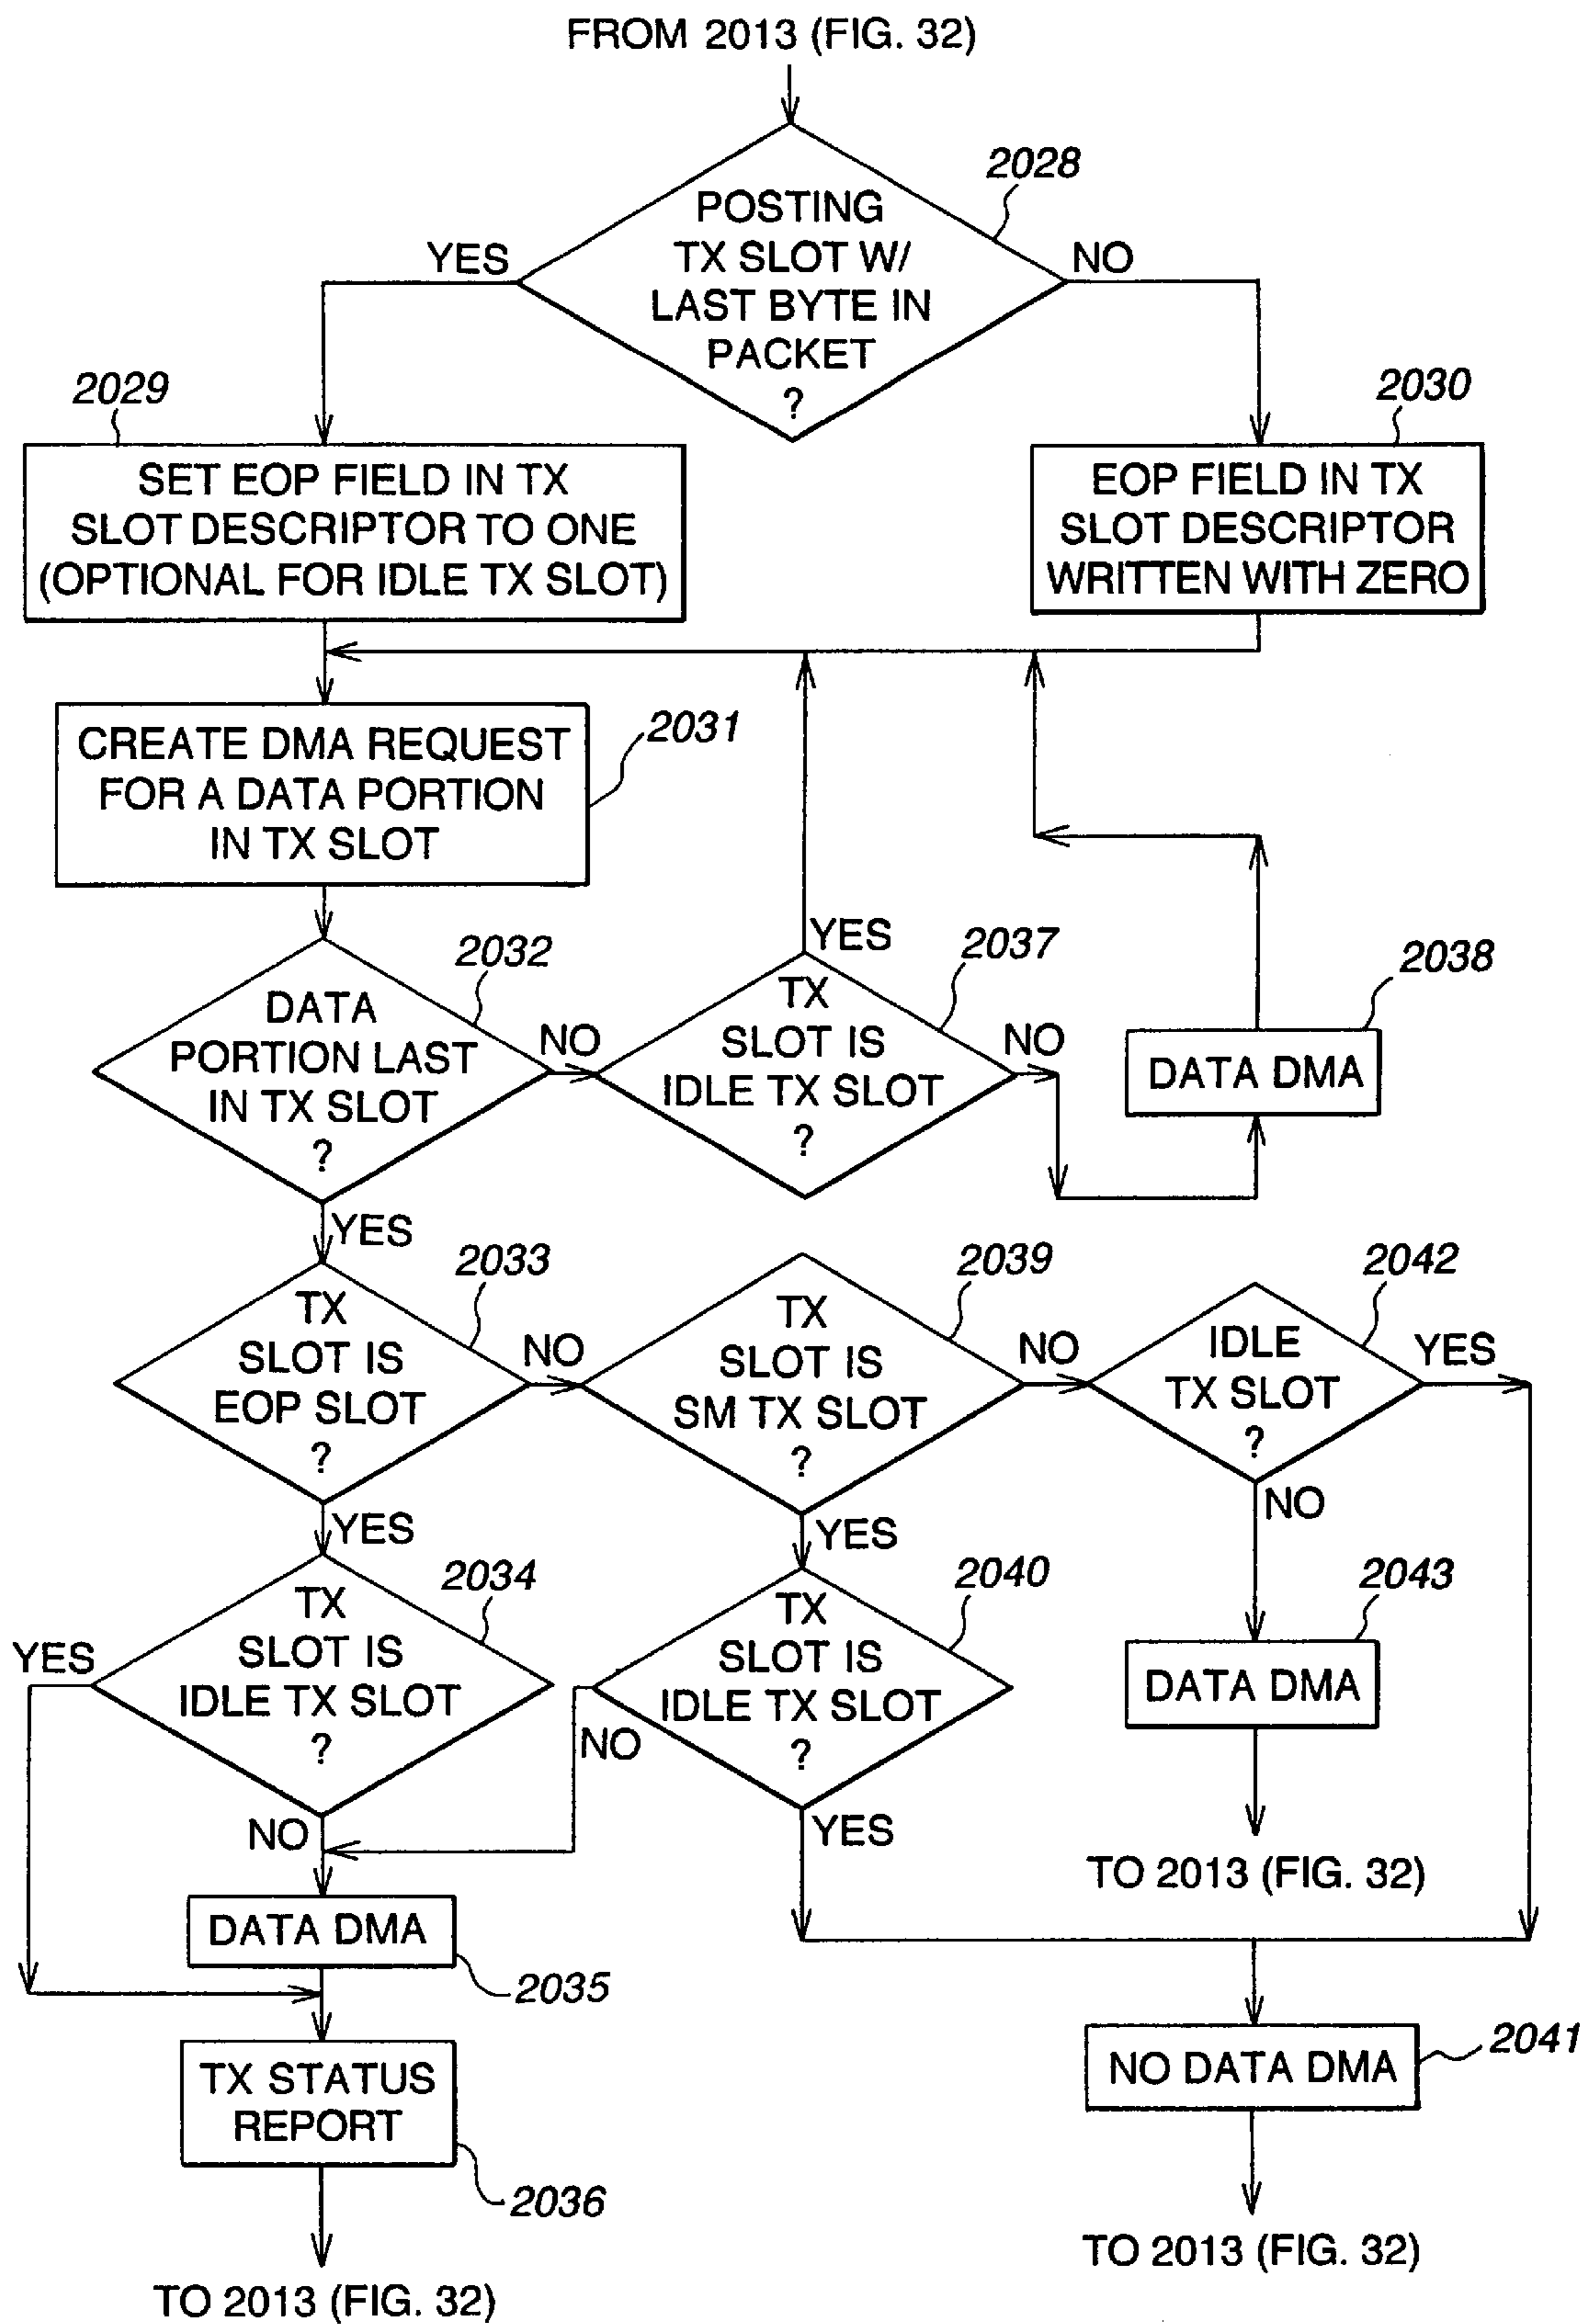 FROM 2013 (FIG. 32)
2028
POSTING
TX SLOT W/
LAST BYTE IN
PACKET
?
YES
NO
2029
SET EOP FIELD IN TX
SLOT DESCRIPTOR TO ONE
(OPTIONAL FOR IDLE TX SLOT)
2030
EOP FIELD IN TX
SLOT DESCRIPTOR
WRITTEN WITH ZERO
CREATE DMA REQUEST
FOR A DATA PORTION
IN TX SLOT
2031
2032
DATA
PORTION LAST
IN TX SLOT
?
NO
YES
YES
2037
TX
SLOT IS
IDLE TX SLOT
?
NO
2038
DATA DMA
2033
TX
SLOT IS
EOP SLOT
?
NO
YES
2039
TX
SLOT IS
SM TX SLOT
?
NO
YES
2042
IDLE
TX SLOT
?
YES
NO
2034
TX
SLOT IS
IDLE TX SLOT
?
YES
NO
2040
TX
SLOT IS
IDLE TX SLOT
?
NO
YES
2043
DATA DMA
TO 2013 (FIG. 32)
DATA DMA
2035
TX STATUS
REPORT
2036
TO 2013 (FIG. 32)
NO DATA DMA
2041
TO 2013 (FIG. 32)